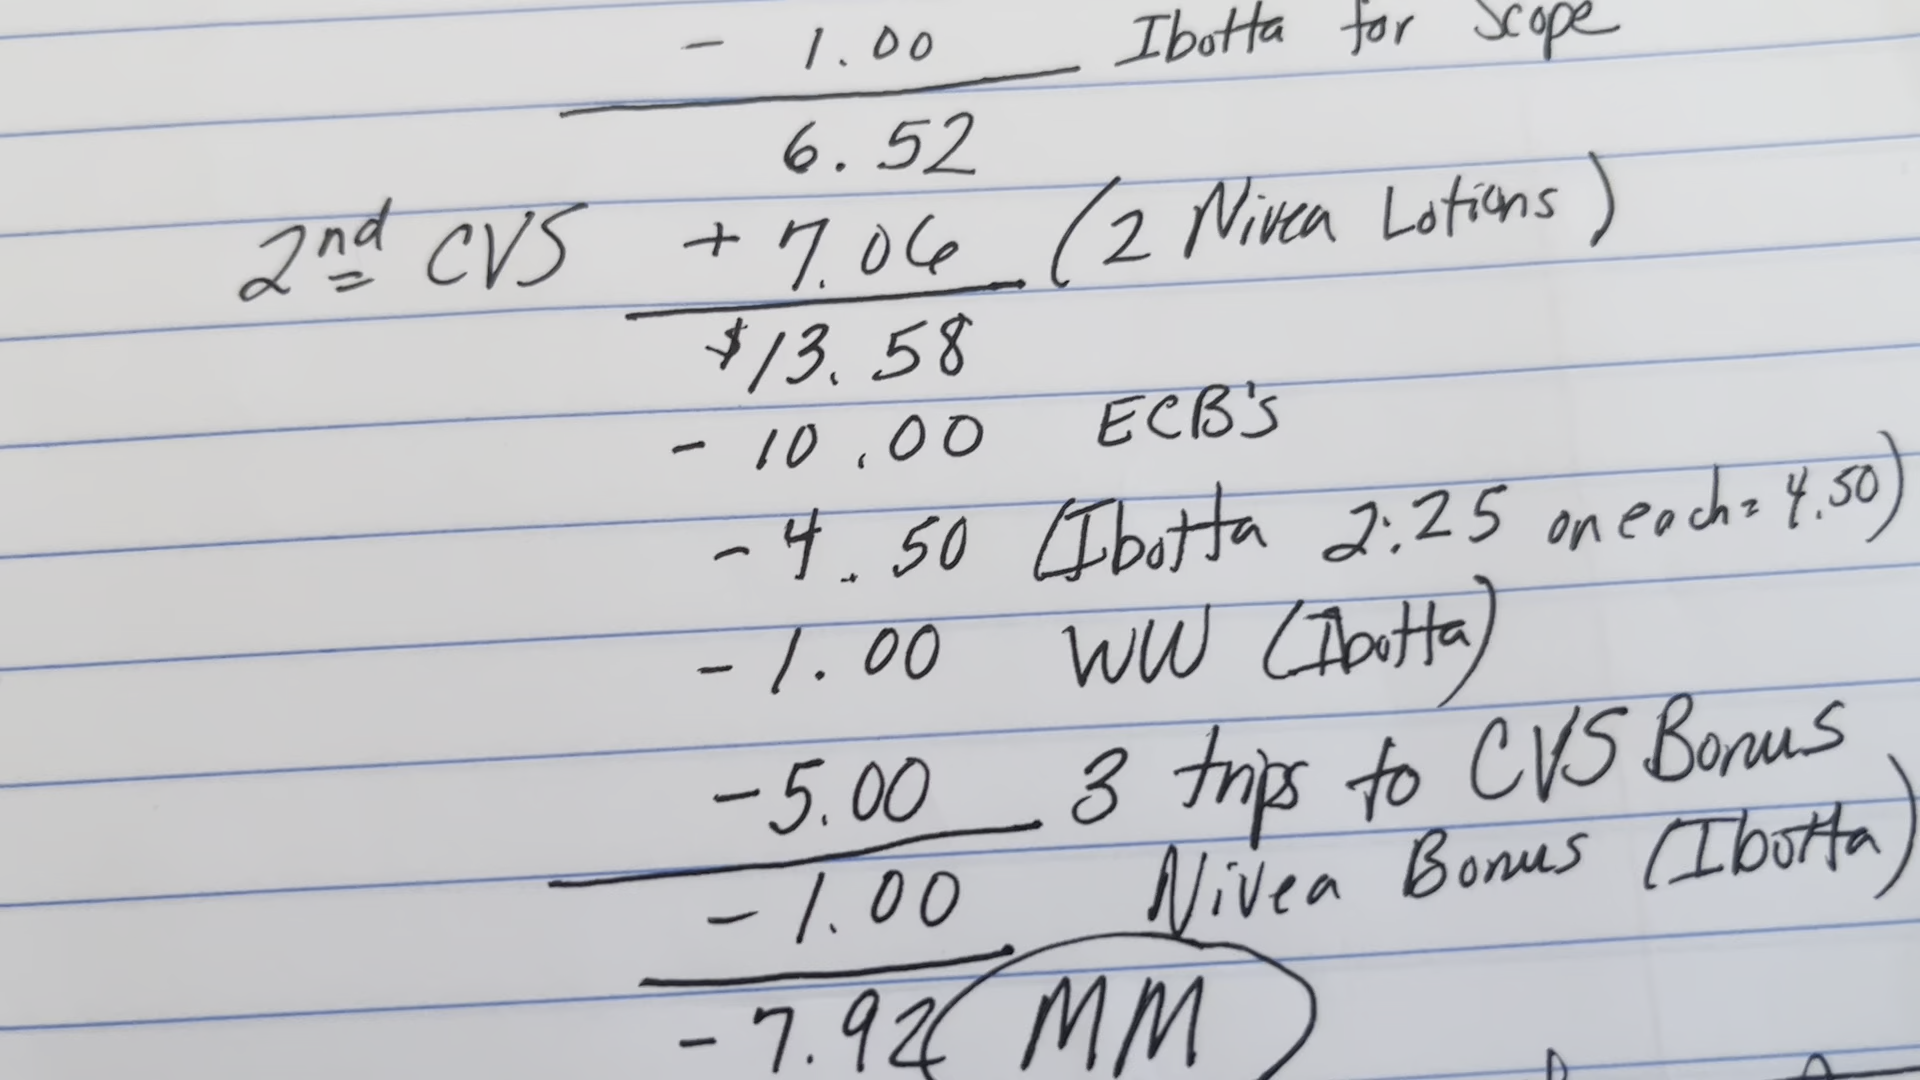 - 1.00 Ibotta for Scope
6.52
2nd CVS + 7.06 (2 Nivea Lotions)
$13.58
- 10.00 ECB's
- 4.50 (Ibotta 2.25 on each = 4.50)
- 1.00 WW (Ibotta)
- 5.00 3 trips to CVS Bonus
- 1.00 Nivea Bonus (Ibotta)
- 7.92 MM